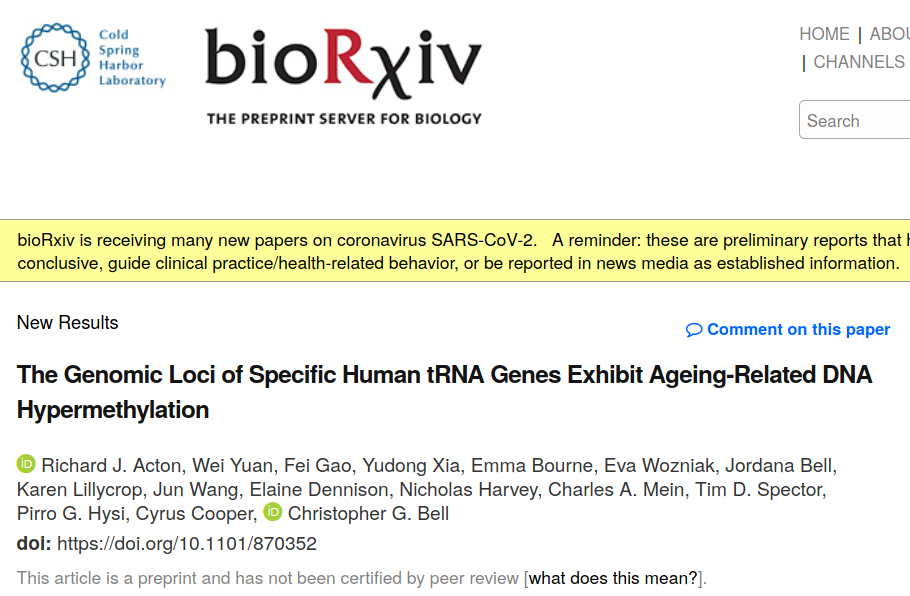 CSH
Cold
Spring
Harbor
Laboratory
bioRxiv
THE PREPRINT SERVER FOR BIOLOGY
HOME | ABOU
| CHANNELS
Search
bioRxiv is receiving many new papers on coronavirus SARS-CoV-2. A reminder: these are preliminary reports that
conclusive, guide clinical practice/health-related behavior, or be reported in news media as established information.
New Results
Comment on this paper
The Genomic Loci of Specific Human tRNA Genes Exhibit Ageing-Related DNA
Hypermethylation
iD Richard J. Acton, Wei Yuan, Fei Gao, Yudong Xia, Emma Bourne, Eva Wozniak, Jordana Bell,
Karen Lillycrop, Jun Wang, Elaine Dennison, Nicholas Harvey, Charles A. Mein, Tim D. Spector,
Pirro G. Hysi, Cyrus Cooper, iD Christopher G. Bell
doi: https://doi.org/10.1101/870352
This article is a preprint and has not been certified by peer review [what does this mean?].